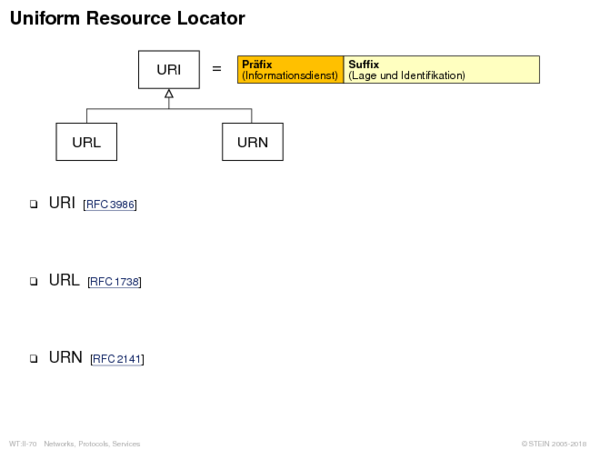 Uniform Resource Locator
URI = Präfix Suffix
(Informationsdienst) (Lage und Identifikation)
URL URN
❑ URI [RFC 3986]
❑ URL [RFC 1738]
❑ URN [RFC 2141]
WT:II-70 Networks, Protocols, Services © STEIN 2005-2018